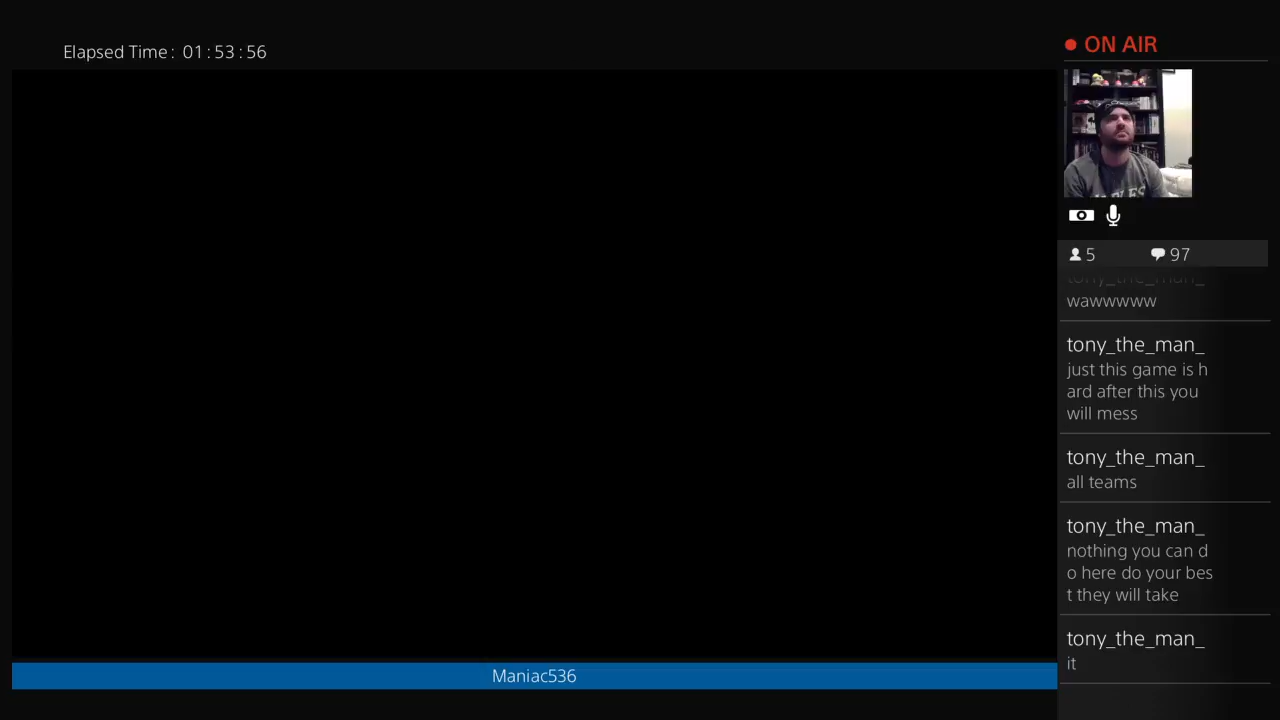 Elapsed Time: 01:53:56
ON AIR
5 97
tony_the_man_
wawwwww
tony_the_man_
just this game is h
ard after this you
will mess
tony_the_man_
all teams
tony_the_man_
nothing you can d
o here do your bes
t they will take
tony_the_man_
it
Maniac536